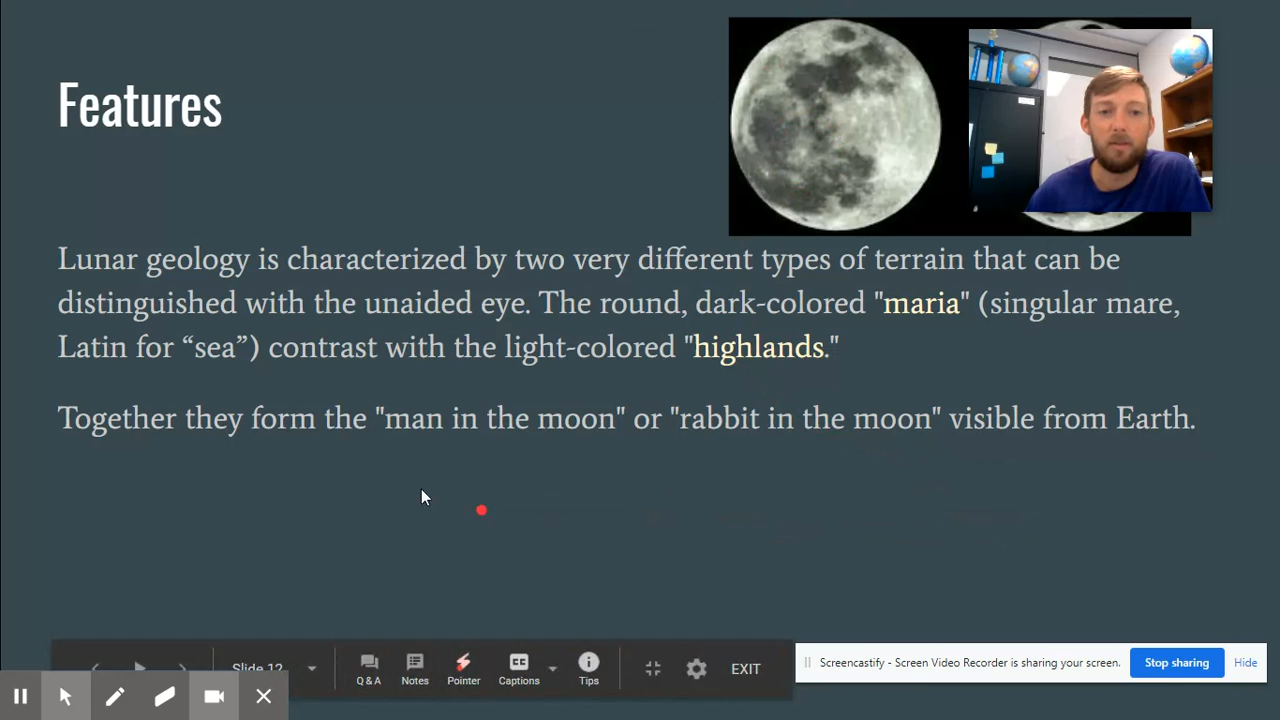 Features
Lunar geology is characterized by two very different types of terrain that can be
distinguished with the unaided eye. The round, dark-colored "maria" (singular mare,
Latin for “sea”) contrast with the light-colored "highlands."
Together they form the "man in the moon" or "rabbit in the moon" visible from Earth.
Slide 12
Q & A
Notes
Pointer
CC
Captions
Tips
EXIT
Screencastify - Screen Video Recorder is sharing your screen.
Stop sharing
Hide